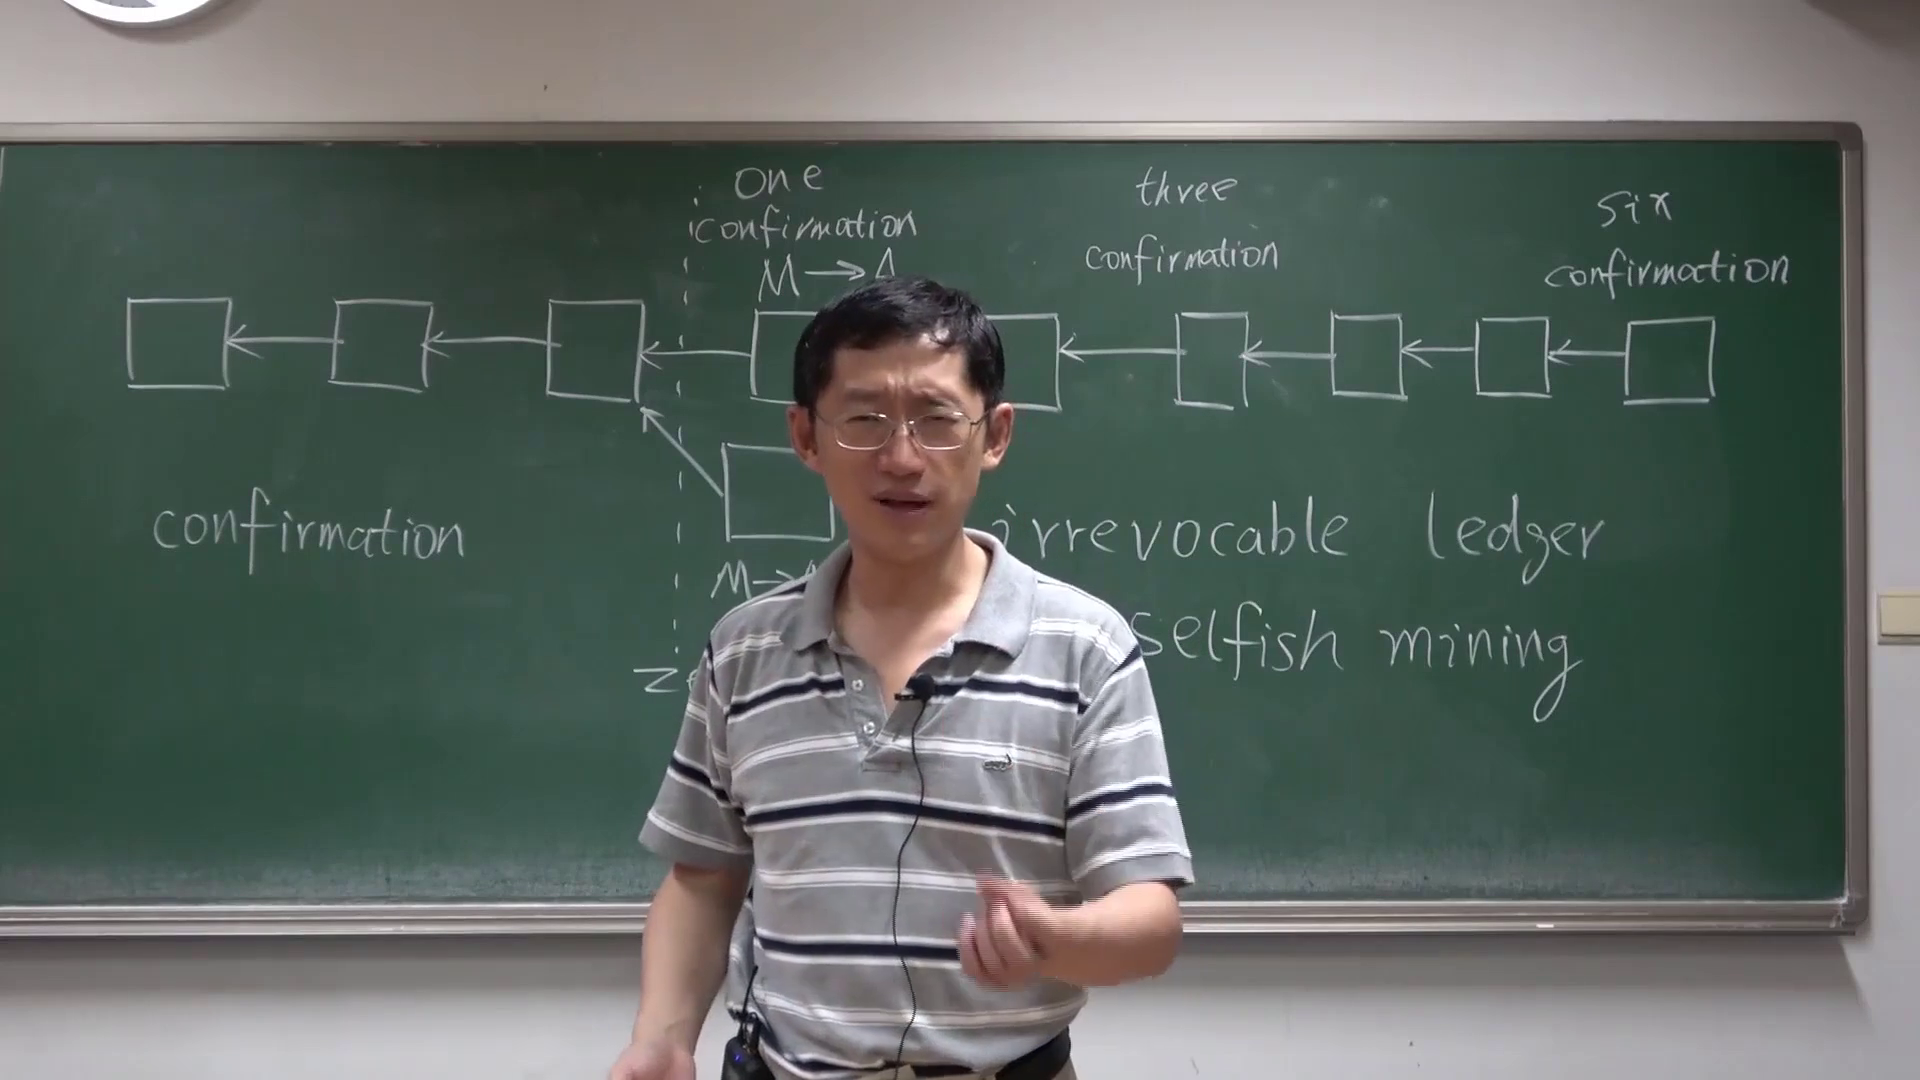 one
confirmation
M → A
three
confirmation
six
confirmation
confirmation
irrevocable ledger
M →
selfish mining